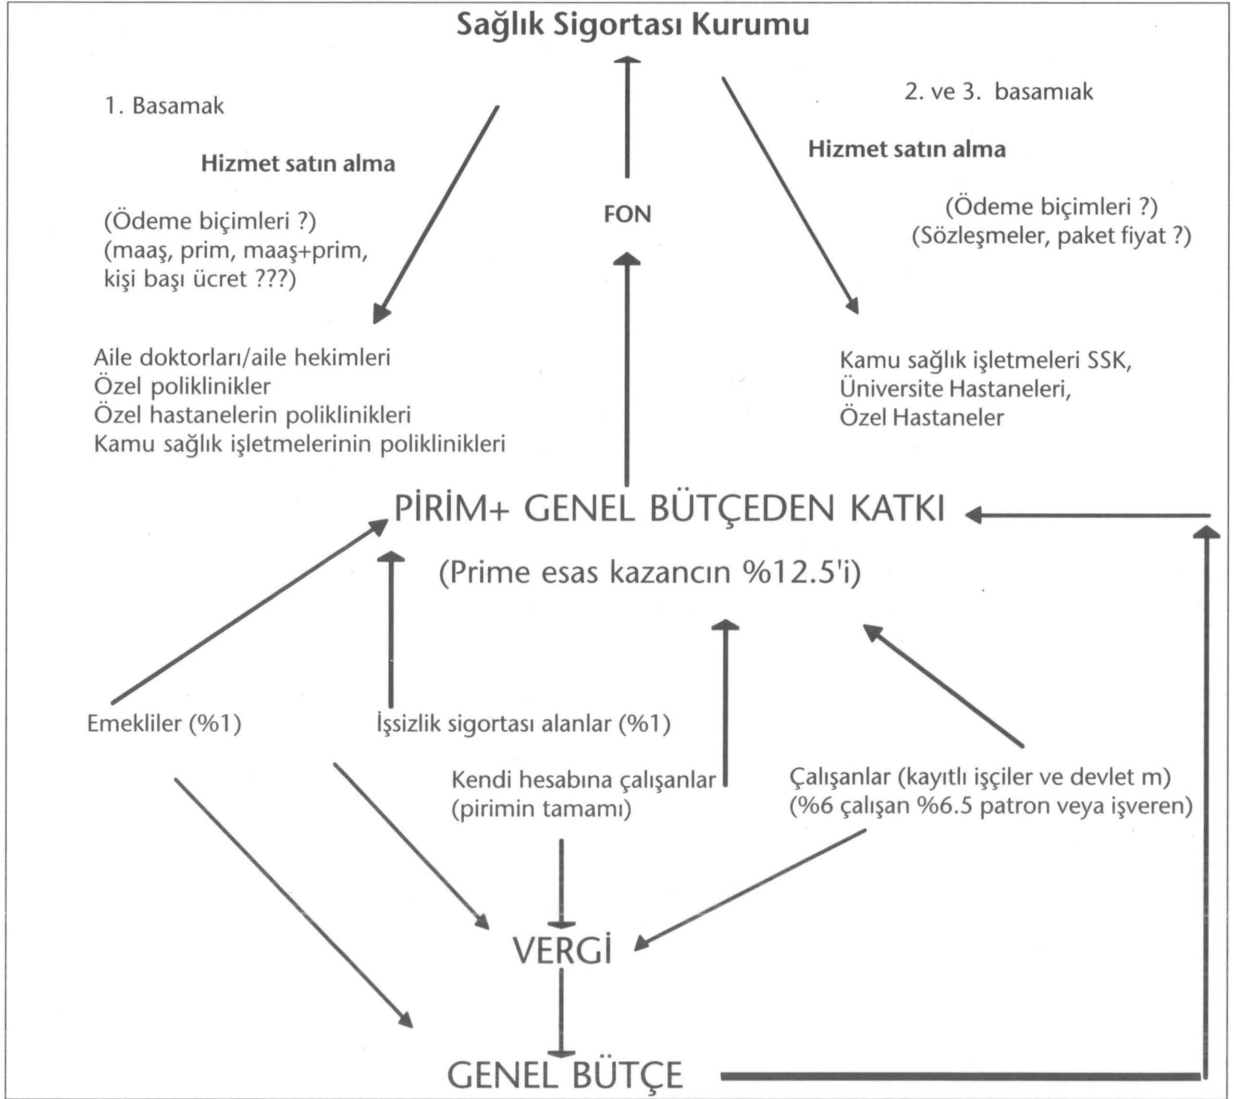 Sağlık Sigortası Kurumu
1. Basamak
2. ve 3. basamıak
Hizmet satın alma
Hizmet satın alma
(Ödeme biçimleri ?)
(maaş, prim, maaş+prim,
kişi başı ücret ???)
FON
(Ödeme biçimleri ?)
(Sözleşmeler, paket fiyat ?)
Aile doktorları/aile hekimleri
Özel poliklinikler
Özel hastanelerin poliklinikleri
Kamu sağlık işletmelerinin poliklinikleri
Kamu sağlık işletmeleri SSK,
Üniversite Hastaneleri,
Özel Hastaneler
PİRİM+ GENEL BÜTÇEDEN KATKI
(Prime esas kazancın %12.5'i)
Emekliler (%1)
İşsizlik sigortası alanlar (%1)
Kendi hesabına çalışanlar
(pirimin tamamı)
Çalışanlar (kayıtlı işçiler ve devlet m)
(%6 çalışan %6.5 patron veya işveren)
VERGİ
GENEL BÜTÇE